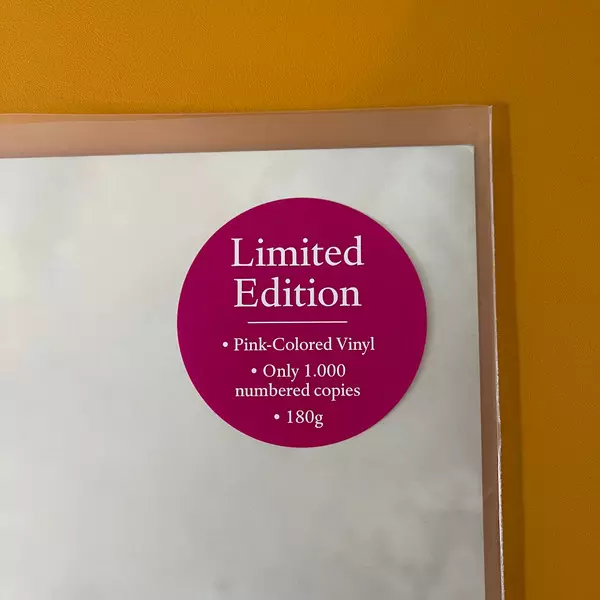 Limited
Edition
• Pink-Colored Vinyl
• Only 1.000
numbered copies
• 180g